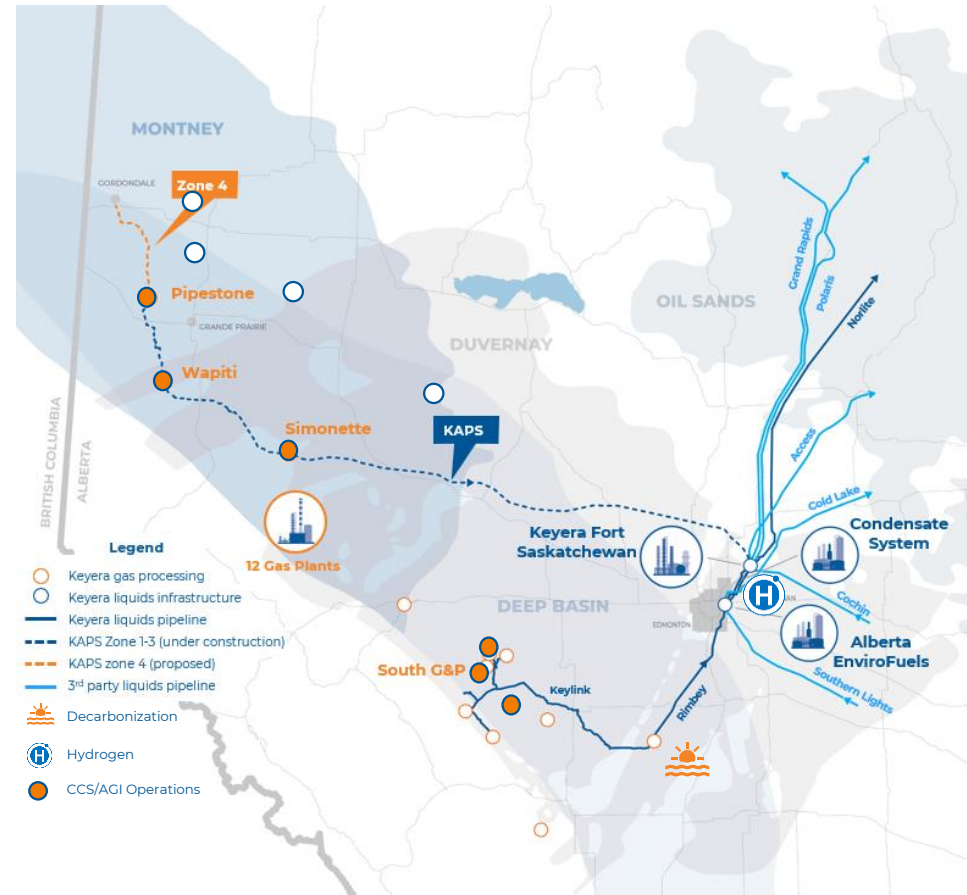 MONTNEY
GORDONDALE
Zone 4
Pipestone
GRANDE PRAIRIE
Wapiti
Simonette
DUVERNAY
OIL SANDS
Grand Rapids
Polaris
Norlite
KAPS
BRITISH COLUMBIA
ALBERTA
Access
Cold Lake
Keyera Fort
Saskatchewan
Condensate
System
12 Gas Plants
DEEP BASIN
EDMONTON
H
Cochin
Alberta
EnviroFuels
Southern Lights
South G&P
Keylink
Rimbey
Legend
Keyera gas processing
Keyera liquids infrastructure
Keyera liquids pipeline
KAPS Zone 1-3 (under construction)
KAPS zone 4 (proposed)
3rd party liquids pipeline
Decarbonization
H
Hydrogen
CCS/AGI Operations